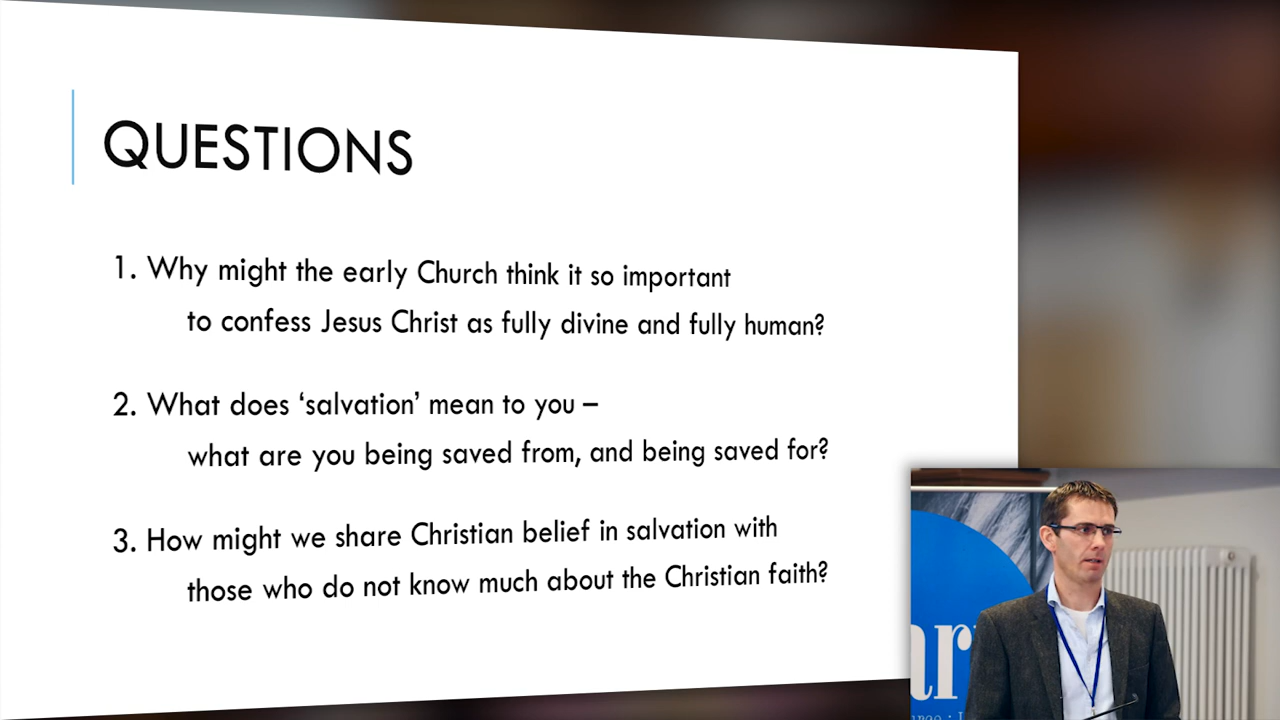 QUESTIONS
1. Why might the early Church think it so important
to confess Jesus Christ as fully divine and fully human?
2. What does ‘salvation’ mean to you –
what are you being saved from, and being saved for?
3. How might we share Christian belief in salvation with
those who do not know much about the Christian faith?